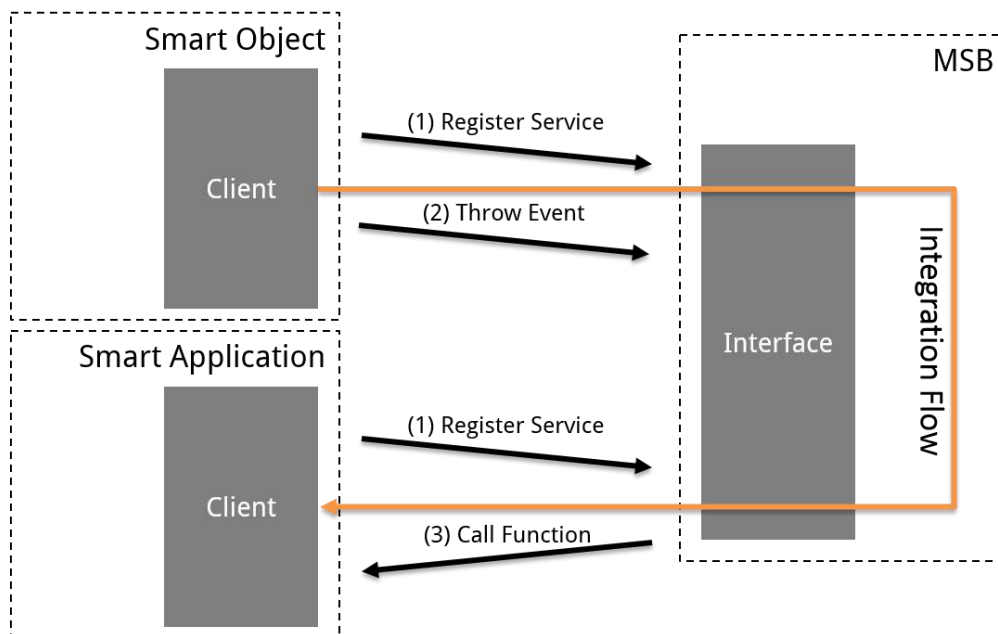 Smart Object
MSB
(1) Register Service
Client
(2) Throw Event
Integration Flow
Interface
Smart Application
(1) Register Service
Client
(3) Call Function